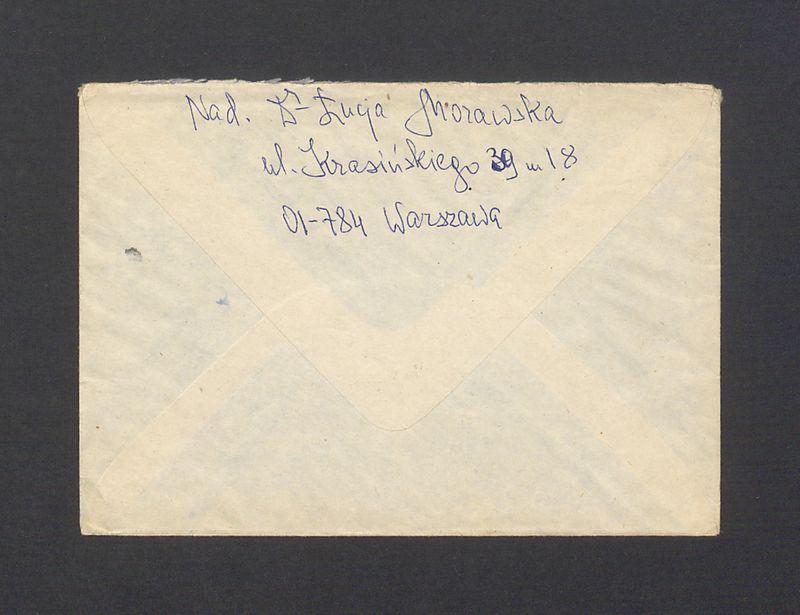 Nad. Dr Łucja Morawska
ul. Krasińskiego 39 m 18
01-784 Warszawa